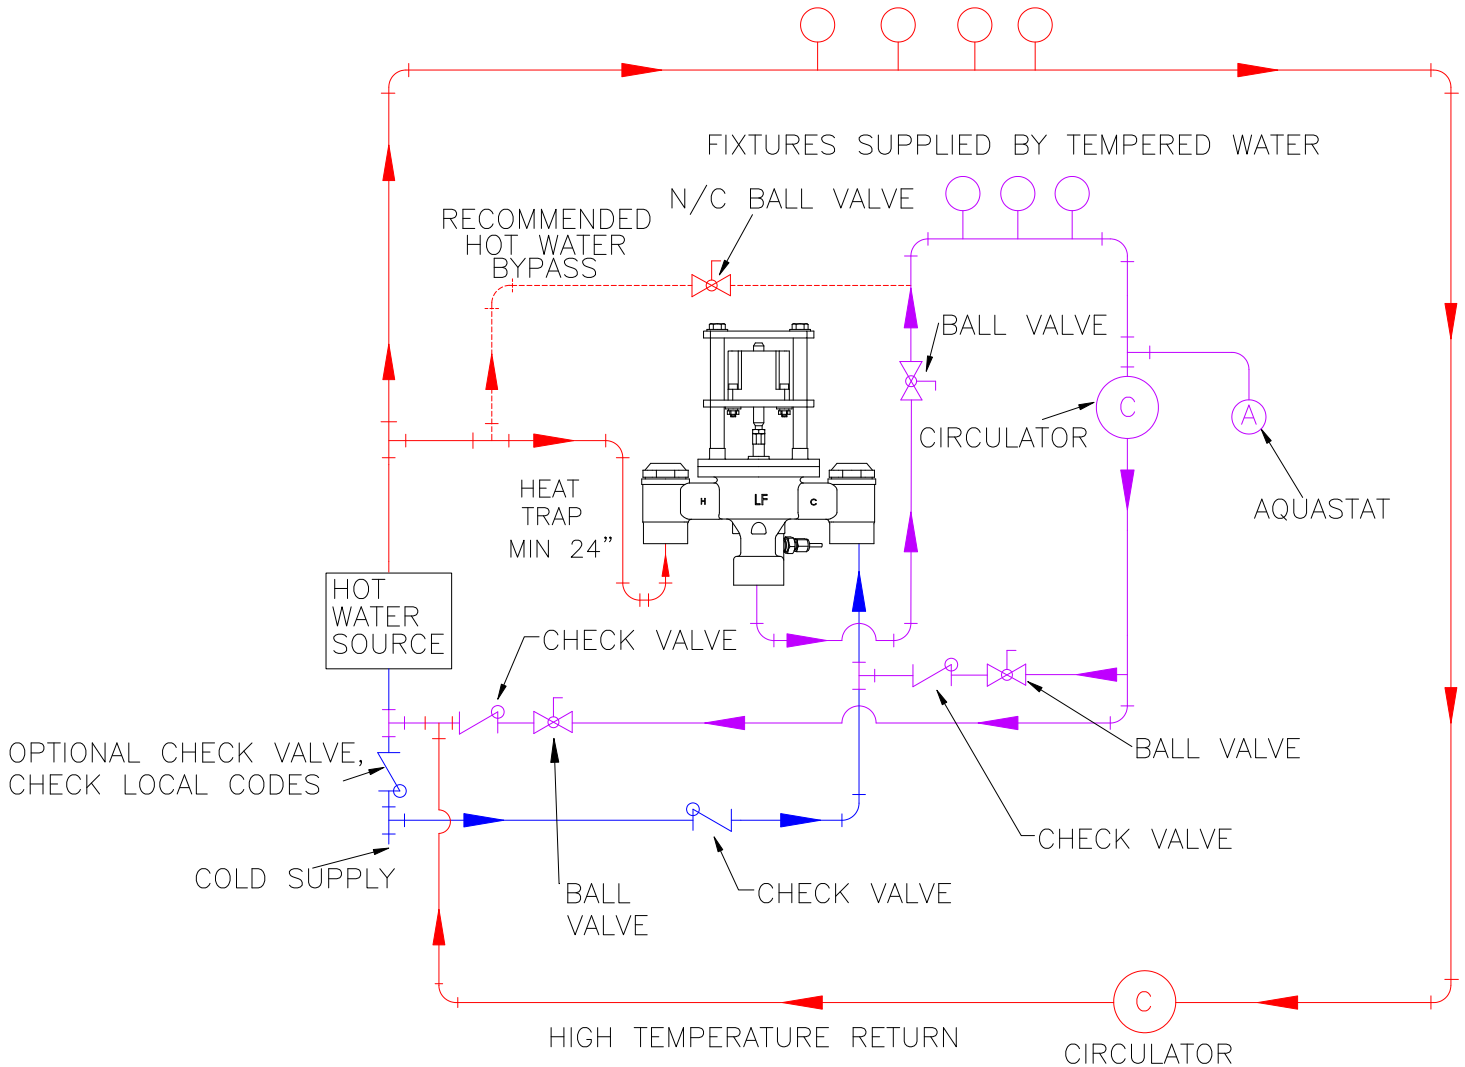 FIXTURES SUPPLIED BY TEMPERED WATER
N/C BALL VALVE
RECOMMENDED
HOT WATER
BYPASS
BALL VALVE
C
CIRCULATOR
A
AQUASTAT
HEAT
TRAP
MIN 24”
H
LF
C
HOT
WATER
SOURCE
CHECK VALVE
OPTIONAL CHECK VALVE,
CHECK LOCAL CODES
BALL VALVE
CHECK VALVE
COLD SUPPLY
BALL
VALVE
CHECK VALVE
HIGH TEMPERATURE RETURN
C
CIRCULATOR